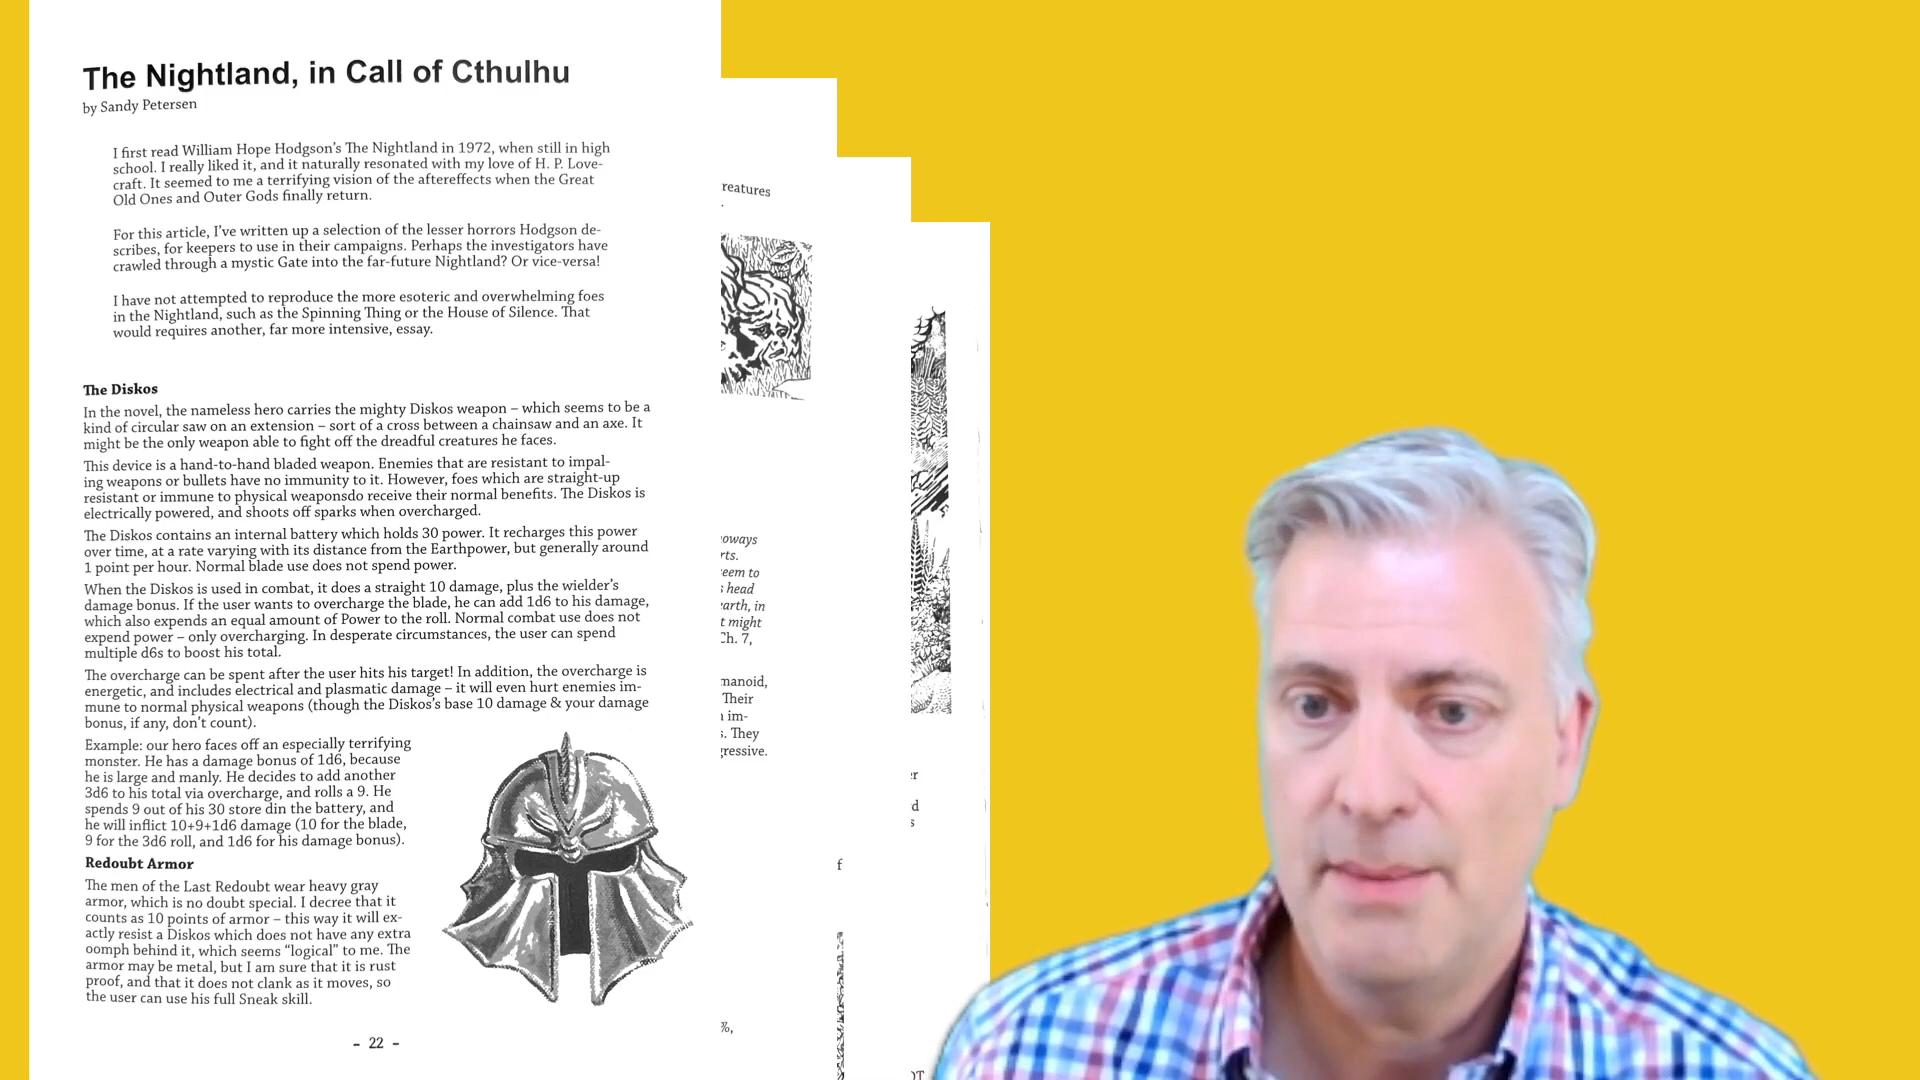 The Nightland, in Call of Cthulhu
by Sandy Petersen
I first read William Hope Hodgson's The Nightland in 1972, when still in high
school. I really liked it, and it naturally resonated with my love of H. P. Love-
craft. It seemed to me a terrifying vision of the aftereffects when the Great
Old Ones and Outer Gods finally return.
For this article, I've written up a selection of the lesser horrors Hodgson de-
scribes, for keepers to use in their campaigns. Perhaps the investigators have
crawled through a mystic Gate into the far-future Nightland? Or vice-versa!
I have not attempted to reproduce the more esoteric and overwhelming foes
in the Nightland, such as the Spinning Thing or the House of Silence. That
would requires another, far more intensive, essay.
The Diskos
In the novel, the nameless hero carries the mighty Diskos weapon – which seems to be a
kind of circular saw on an extension – sort of a cross between a chainsaw and an axe. It
might be the only weapon able to fight off the dreadful creatures he faces.
This device is a hand-to-hand bladed weapon. Enemies that are resistant to impal-
ing weapons or bullets have no immunity to it. However, foes which are straight-up
resistant or immune to physical weaponsdo receive their normal benefits. The Diskos is
electrically powered, and shoots off sparks when overcharged.
The Diskos contains an internal battery which holds 30 power. It recharges this power
over time, at a rate varying with its distance from the Earthpower, but generally around
1 point per hour. Normal blade use does not spend power.
When the Diskos is used in combat, it does a straight 10 damage, plus the wielder's
damage bonus. If the user wants to overcharge the blade, he can add 1d6 to his damage,
which also expends an equal amount of Power to the roll. Normal combat use does not
expend power – only overcharging. In desperate circumstances, the user can spend
multiple d6s to boost his total.
The overcharge can be spent after the user hits his target! In addition, the overcharge is
energetic, and includes electrical and plasmatic damage – it will even hurt enemies im-
mune to normal physical weapons (though the Diskos's base 10 damage & your damage
bonus, if any, don't count).
Example: our hero faces off an especially terrifying
monster. He has a damage bonus of 1d6, because
he is large and manly. He decides to add another
3d6 to his total via overcharge, and rolls a 9. He
spends 9 out of his 30 store din the battery, and
he will inflict 10+9+1d6 damage (10 for the blade,
9 for the 3d6 roll, and 1d6 for his damage bonus).
Redoubt Armor
The men of the Last Redoubt wear heavy gray
armor, which is no doubt special. I decree that it
counts as 10 points of armor – this way it will ex-
actly resist a Diskos which does not have any extra
oomph behind it, which seems "logical" to me. The
armor may be metal, but I am sure that it is rust
proof, and that it does not clank as it moves, so
the user can use his full Sneak skill.
– 22 –
reatures
oways
rts.
eem to
head
earth, in
t might
Ch. 7,
manoid,
Their
im-
s. They
gressive.
%,
f
er
d
s